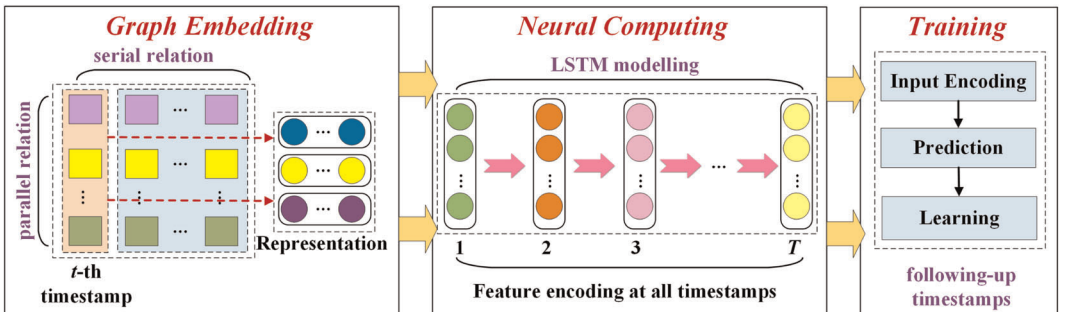 Graph Embedding
serial relation
parallel relation
...
...
...
...
...
...
Representation
t-th
timestamp
Neural Computing
LSTM modelling
...
1
2
3
T
Feature encoding at all timestamps
Training
Input Encoding
Prediction
Learning
following-up
timestamps